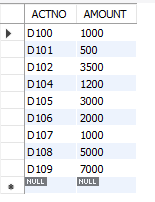 ACTNO AMOUNT
D100 1000
D101 500
D102 3500
D104 1200
D105 3000
D106 2000
D107 1000
D108 5000
D109 7000
NULL NULL